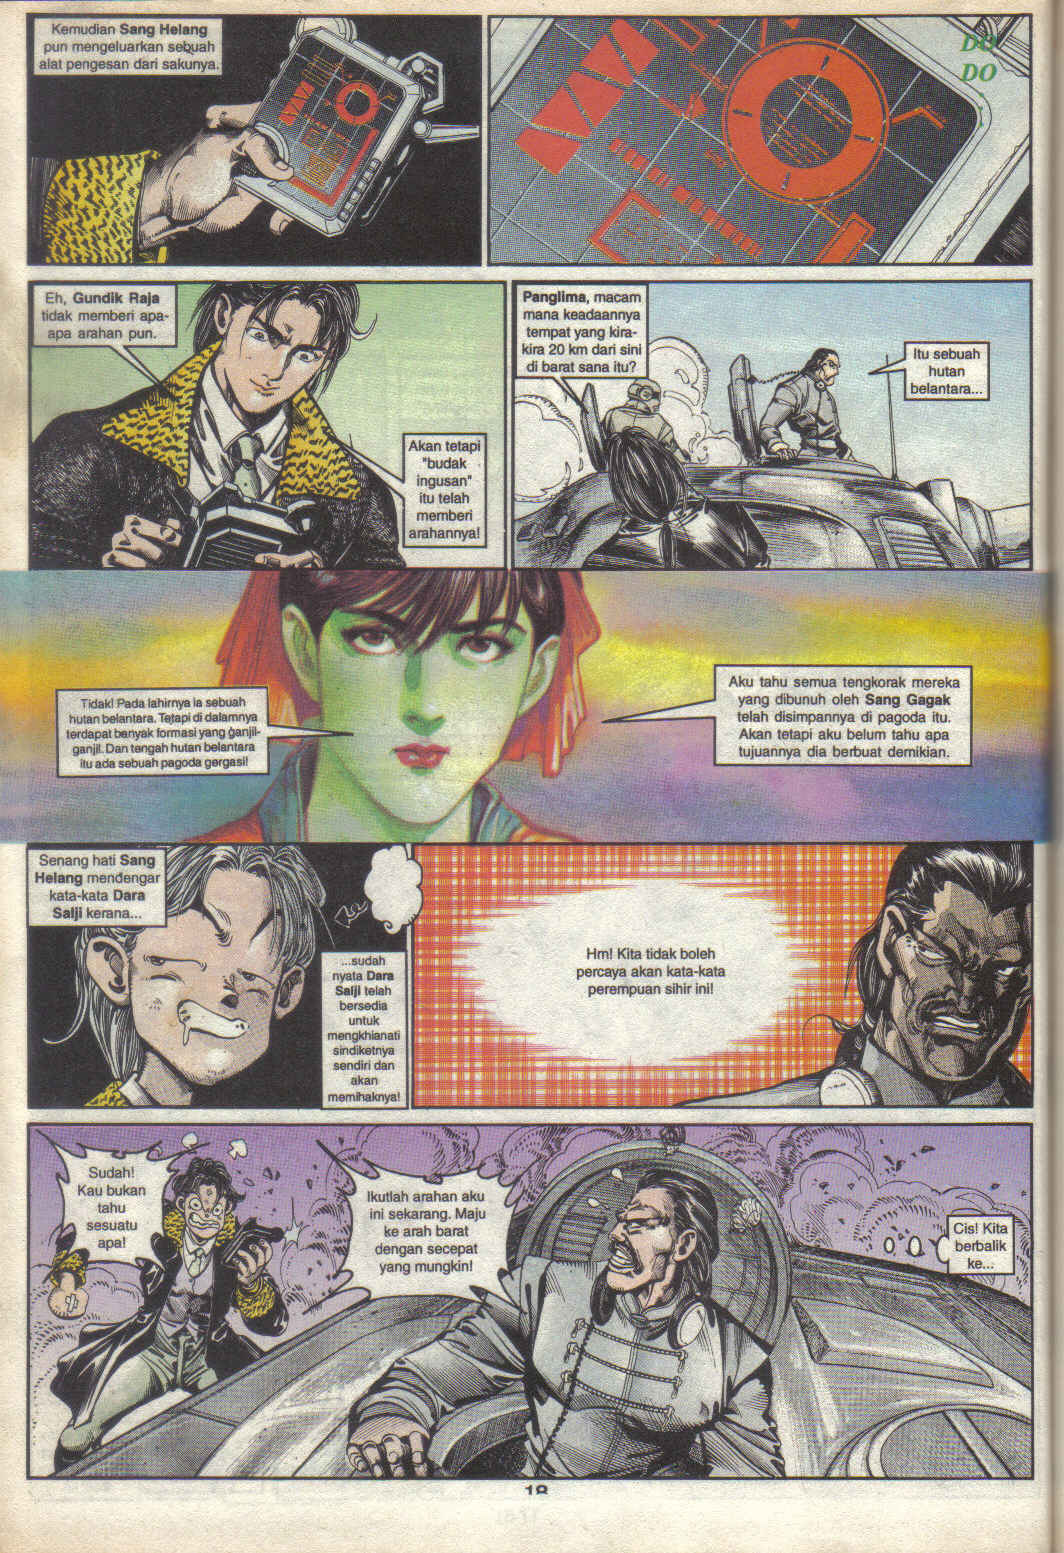 Kemudian Sang Helang
pun mengeluarkan sebuah
alat pengesan dari sakunya.
DO
DO
Eh, Gundik Raja
tidak memberi apa-
apa arahan pun.
Akan tetapi
"budak
ingusan"
itu telah
memberi
arahannya!
Panglima, macam
mana keadaannya
tempat yang kira-
kira 20 km dari sini
di barat sana itu?
Itu sebuah
hutan
belantara...
Tidak! Pada lahirnya ia sebuah
hutan belantara. Tetapi di dalamnya
terdapat banyak formasi yang ganjil-
ganjil. Dan tengah hutan belantara
itu ada sebuah pagoda gergasi!
Aku tahu semua tengkorak mereka
yang dibunuh oleh Sang Gagak
telah disimpannya di pagoda itu.
Akan tetapi aku belum tahu apa
tujuannya dia berbuat demikian.
Senang hati Sang
Helang mendengar
kata-kata Dara
Salji kerana...
...sudah
nyata Dara
Salji telah
bersedia
untuk
mengkhianati
sindiketnya
sendiri dan
akan
memihaknya!
Hm! Kita tidak boleh
percaya akan kata-kata
perempuan sihir ini!
Sudah!
Kau bukan
tahu
sesuatu
apa!
Ikutlah arahan aku
ini sekarang. Maju
ke arah barat
dengan secepat
yang mungkin!
Cis! Kita
berbalik
ke...
18